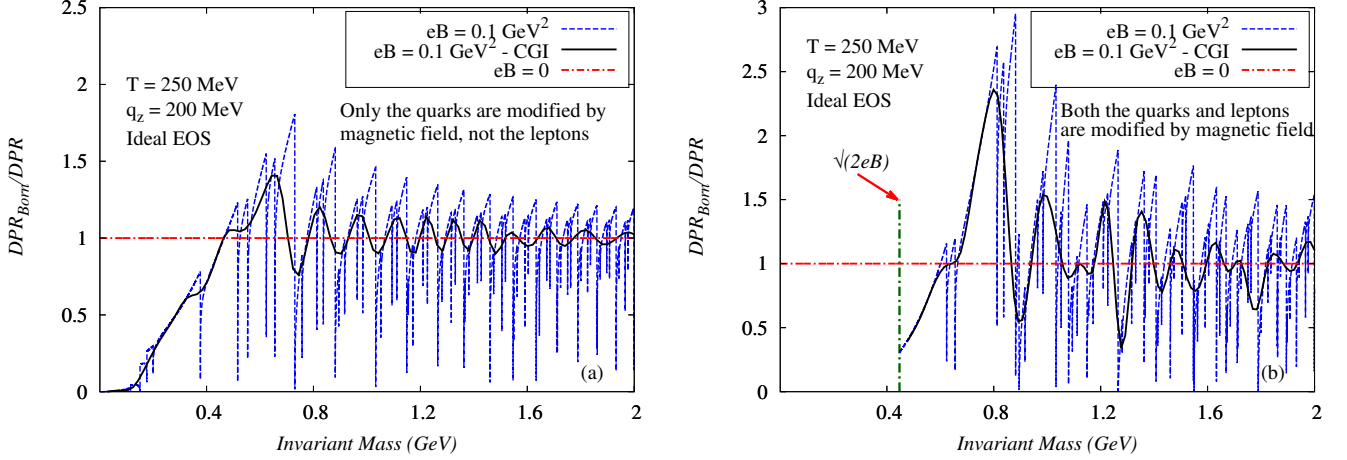 DPR_Born/DPR
3
2.5
2
1.5
1
0.5
0
eB = 0.1 GeV²
eB = 0.1 GeV² - CGI
eB = 0
T = 250 MeV
q_z = 200 MeV
Ideal EOS
Only the quarks are modified by
magnetic field, not the leptons
(a)
0.4 0.8 1.2 1.6 2
Invariant Mass (GeV)
DPR_Born/DPR
3
2.5
2
1.5
1
0.5
0
eB = 0.1 GeV²
eB = 0.1 GeV² - CGI
eB = 0
T = 250 MeV
q_z = 200 MeV
Ideal EOS
Both the quarks and leptons
are modified by magnetic field
√(2eB)
(b)
0.4 0.8 1.2 1.6 2
Invariant Mass (GeV)